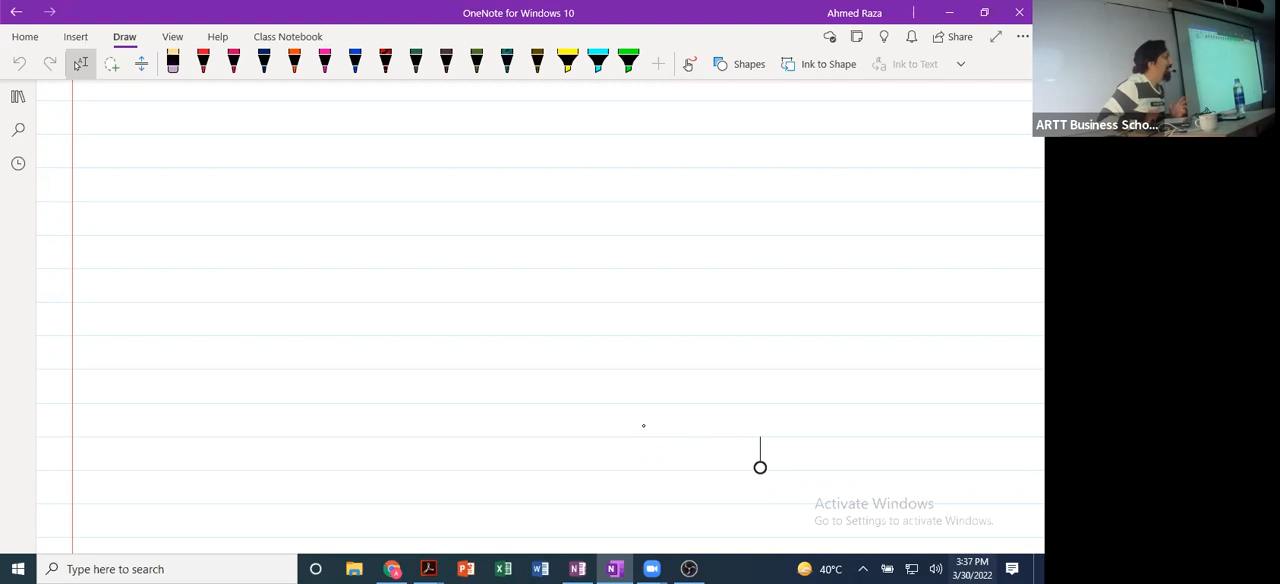 OneNote for Windows 10
Ahmed Raza
Home Insert Draw View Help Class Notebook
Share
Shapes Ink to Shape Ink to Text
ARTT Business Scho...
Activate Windows
Go to Settings to activate Windows.
Type here to search
40°C
3:37 PM
3/30/2022